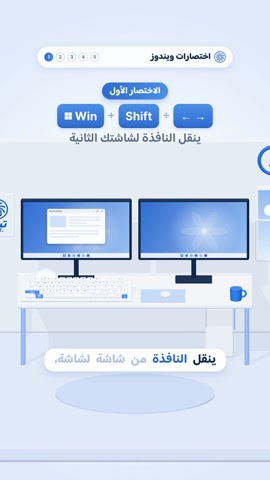 اختصارات ويندوز
1 2 3 4 5
الاختصار الأول
Win + Shift + ← →
ينقل النافذة لشاشتك الثانية
ينقل النافذة من شاشة لشاشة،